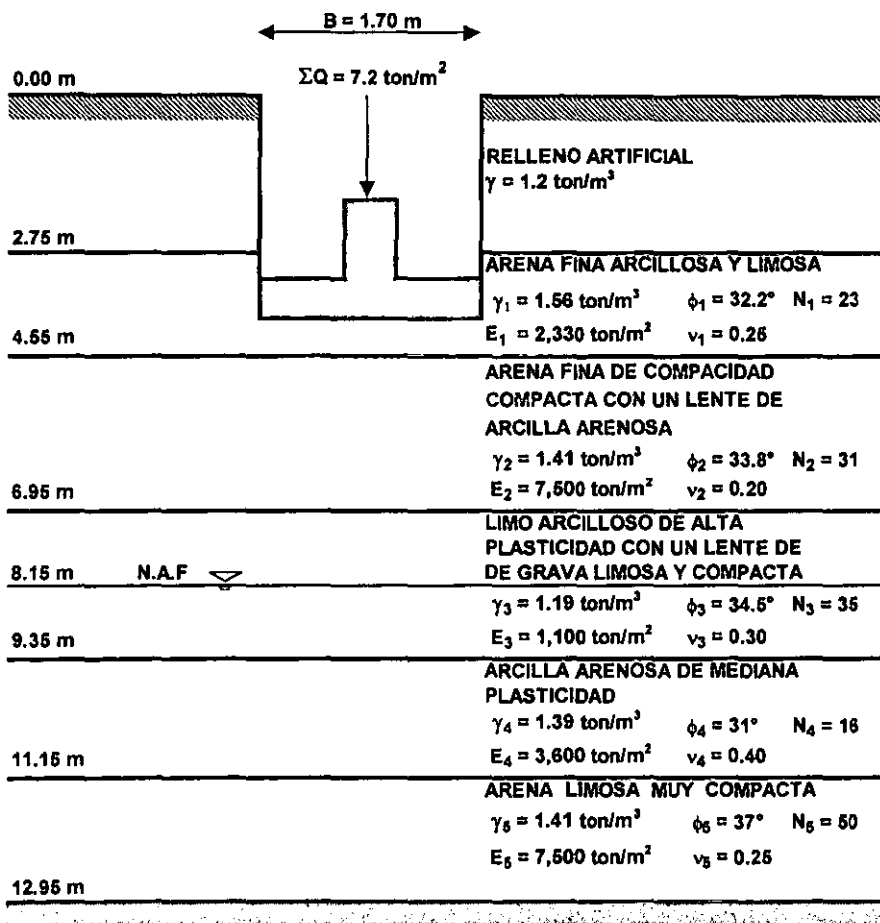 B = 1.70 m
0.00 m
ΣQ = 7.2 ton/m²
RELLENO ARTIFICIAL
γ = 1.2 ton/m³
2.75 m
ARENA FINA ARCILLOSA Y LIMOSA
γ₁ = 1.56 ton/m³ ϕ₁ = 32.2° N₁ = 23
E₁ = 2,330 ton/m² ν₁ = 0.25
4.55 m
ARENA FINA DE COMPACIDAD
COMPACTA CON UN LENTE DE
ARCILLA ARENOSA
γ₂ = 1.41 ton/m³ ϕ₂ = 33.8° N₂ = 31
E₂ = 7,500 ton/m² ν₂ = 0.20
6.95 m
LIMO ARCILLOSO DE ALTA
PLASTICIDAD CON UN LENTE DE
DE GRAVA LIMOSA Y COMPACTA
8.15 m N.A.F
γ₃ = 1.19 ton/m³ ϕ₃ = 34.5° N₃ = 35
E₃ = 1,100 ton/m² ν₃ = 0.30
9.35 m
ARCILLA ARENOSA DE MEDIANA
PLASTICIDAD
γ₄ = 1.39 ton/m³ ϕ₄ = 31° N₄ = 16
E₄ = 3,600 ton/m² ν₄ = 0.40
11.15 m
ARENA LIMOSA MUY COMPACTA
γ₅ = 1.41 ton/m³ ϕ₅ = 37° N₅ = 50
E₅ = 7,500 ton/m² ν₅ = 0.25
12.95 m